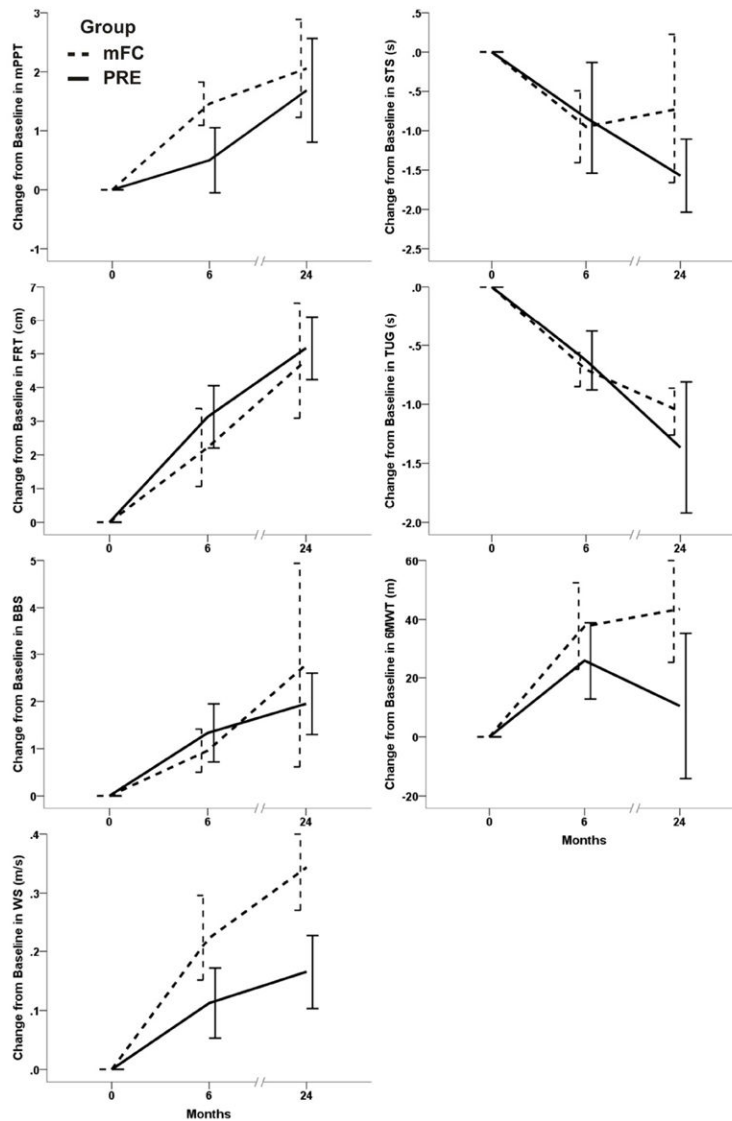 Group
mFC
PRE
Change from Baseline in mPPT
3
2
1
0
-1
0 6 // 24
Change from Baseline in STS (s)
.0
-.5
-1.0
-1.5
-2.0
-2.5
0 6 // 24
Change from Baseline in FRT (cm)
7
6
5
4
3
2
1
0
0 6 // 24
Change from Baseline in TUG (s)
.0
-.5
-1.0
-1.5
-2.0
0 6 // 24
Change from Baseline in BBS
5
4
3
2
1
0
0 6 // 24
Change from Baseline in 6MWT (m)
60
40
20
0
-20
0 6 // 24
Months
Change from Baseline in WS (m/s)
.4
.3
.2
.1
.0
0 6 // 24
Months